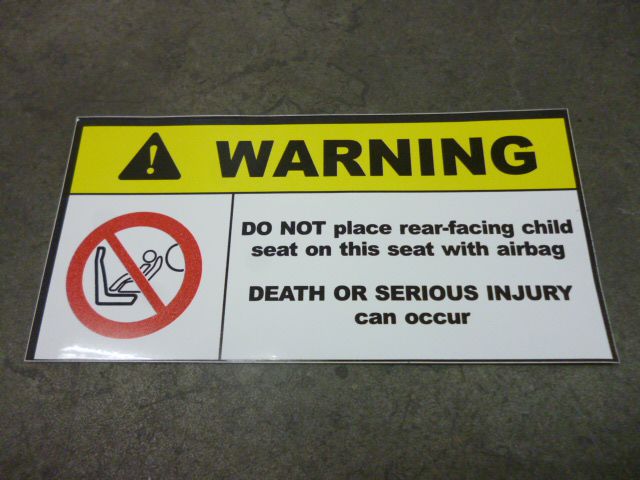 WARNING
DO NOT place rear-facing child
seat on this seat with airbag
DEATH OR SERIOUS INJURY
can occur